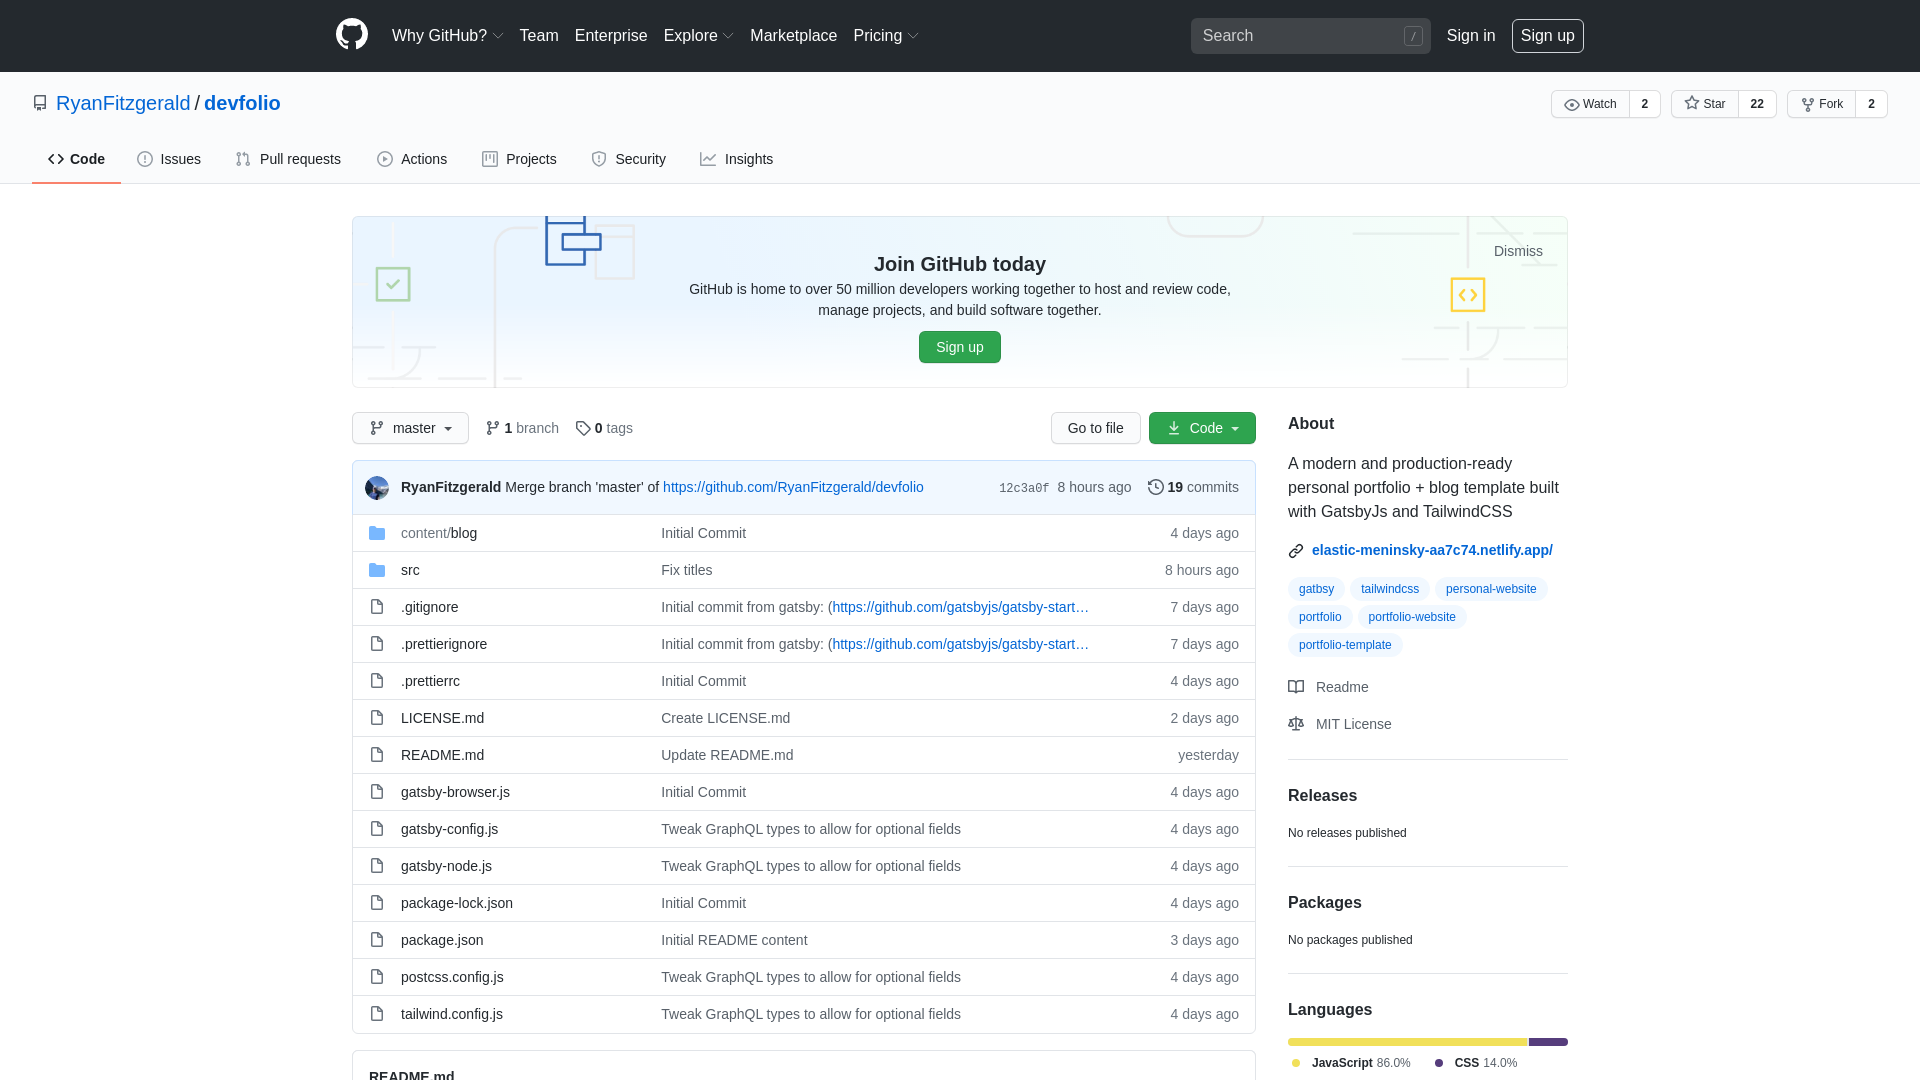 Why GitHub? Team Enterprise Explore Marketplace Pricing Search / Sign in Sign up
RyanFitzgerald / devfolio Watch 2 Star 22 Fork 2
Code Issues Pull requests Actions Projects Security Insights
Dismiss
Join GitHub today
GitHub is home to over 50 million developers working together to host and review code,
manage projects, and build software together.
Sign up
master 1 branch 0 tags Go to file Code
RyanFitzgerald Merge branch 'master' of https://github.com/RyanFitzgerald/devfolio 12c3a0f 8 hours ago 19 commits
content/blog Initial Commit 4 days ago
src Fix titles 8 hours ago
.gitignore Initial commit from gatsby: (https://github.com/gatsbyjs/gatsby-start… 7 days ago
.prettierignore Initial commit from gatsby: (https://github.com/gatsbyjs/gatsby-start… 7 days ago
.prettierrc Initial Commit 4 days ago
LICENSE.md Create LICENSE.md 2 days ago
README.md Update README.md yesterday
gatsby-browser.js Initial Commit 4 days ago
gatsby-config.js Tweak GraphQL types to allow for optional fields 4 days ago
gatsby-node.js Tweak GraphQL types to allow for optional fields 4 days ago
package-lock.json Initial Commit 4 days ago
package.json Initial README content 3 days ago
postcss.config.js Tweak GraphQL types to allow for optional fields 4 days ago
tailwind.config.js Tweak GraphQL types to allow for optional fields 4 days ago
README.md
About
A modern and production-ready
personal portfolio + blog template built
with GatsbyJs and TailwindCSS
elastic-meninsky-aa7c74.netlify.app/
gatbsy tailwindcss personal-website
portfolio portfolio-website
portfolio-template
Readme
MIT License
Releases
No releases published
Packages
No packages published
Languages
JavaScript 86.0% CSS 14.0%